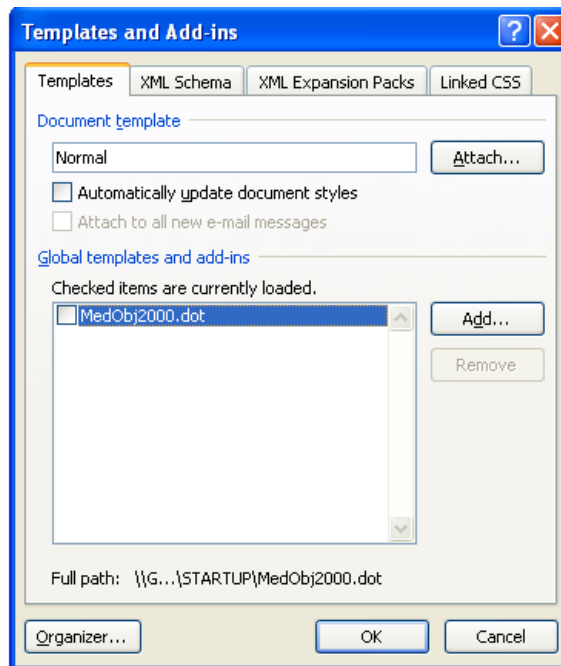 Templates and Add-ins
Templates XML Schema XML Expansion Packs Linked CSS
Document template
Normal Attach...
Automatically update document styles
Attach to all new e-mail messages
Global templates and add-ins
Checked items are currently loaded.
MedObj2000.dot Add...
Remove
Full path: \\G...\STARTUP\MedObj2000.dot
Organizer... OK Cancel